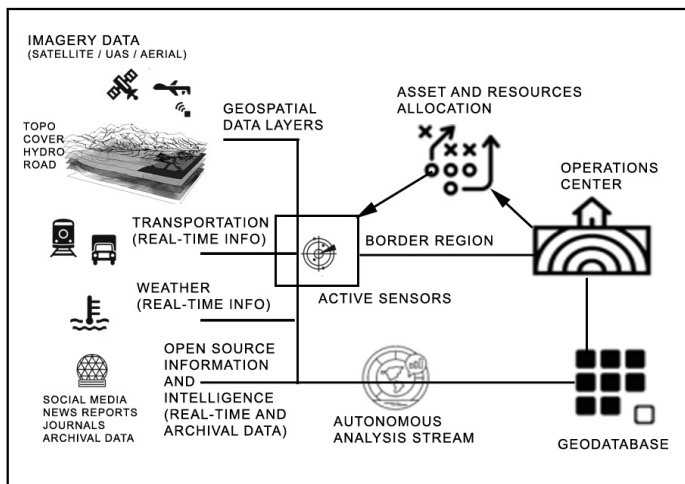 IMAGERY DATA
(SATELLITE / UAS / AERIAL)
TOPO
COVER
HYDRO
ROAD
GEOSPATIAL
DATA LAYERS
ASSET AND RESOURCES
ALLOCATION
OPERATIONS
CENTER
TRANSPORTATION
(REAL-TIME INFO)
BORDER REGION
WEATHER
(REAL-TIME INFO)
ACTIVE SENSORS
OPEN SOURCE
INFORMATION
AND
INTELLIGENCE
(REAL-TIME AND
ARCHIVAL DATA)
SOCIAL MEDIA
NEWS REPORTS
JOURNALS
ARCHIVAL DATA
AUTONOMOUS
ANALYSIS STREAM
GEODATABASE